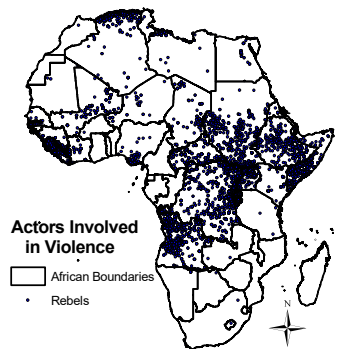 Actors Involved
in Violence
African Boundaries
Rebels
N